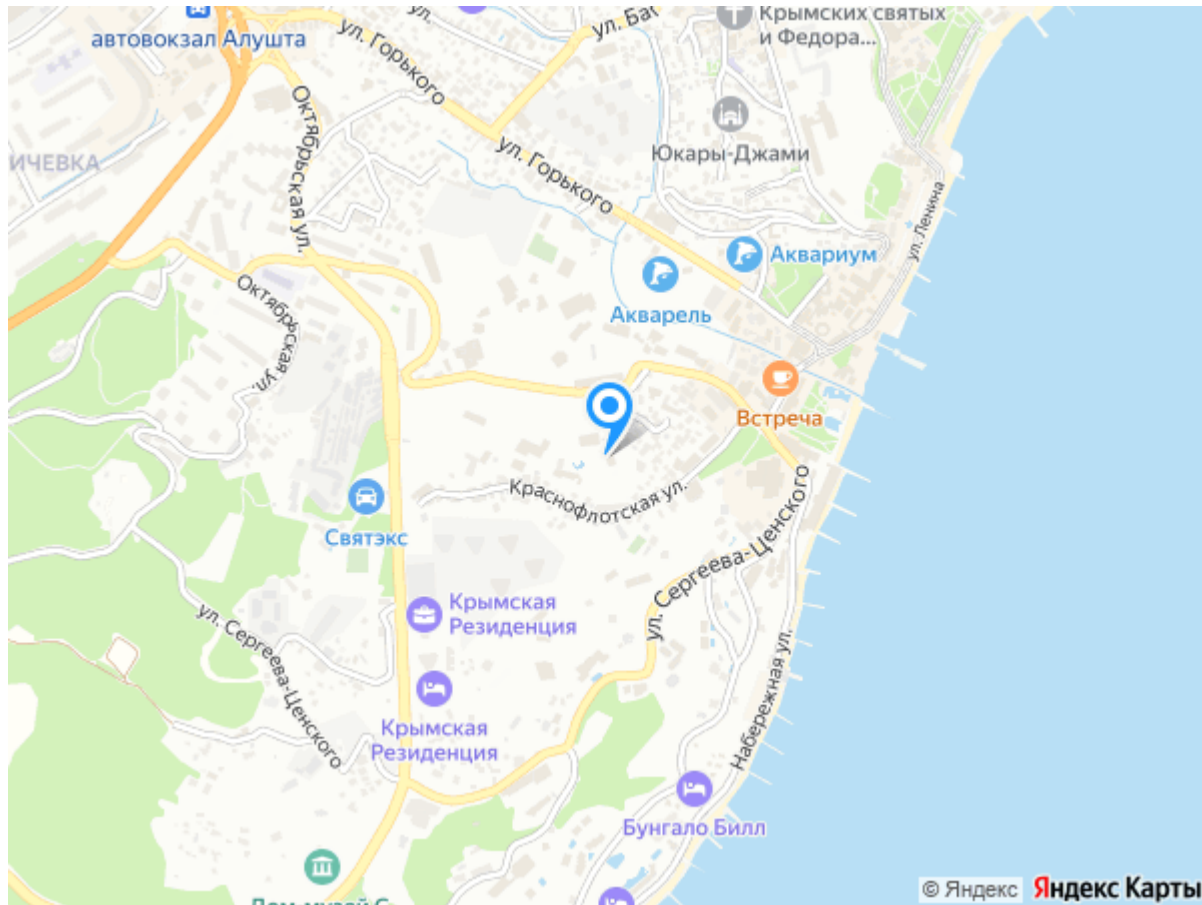 Крымских святых
и Федора...
автовокзал Алушта
ул. Горького
Октябрьская ул.
ИЧЕВКА
ул. Горького
Юкары-Джами
ул. Ленина
Аквариум
Акварель
Октябрьская ул.
Встреча
Краснофлотская ул.
Святэкс
ул. Сергеева-Ценского
Крымская
Резиденция
ул. Сергеева-Ценского
Крымская
Резиденция
Набережная ул.
Бунгало Билл
© Яндекс Яндекс Карты